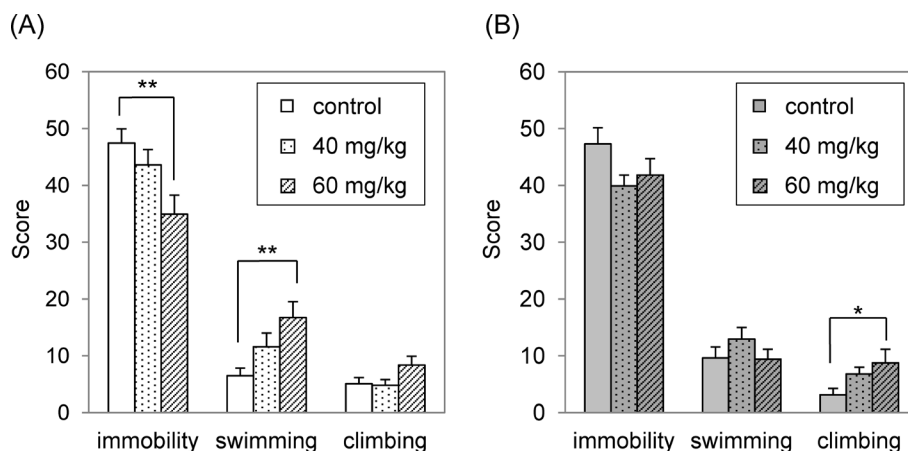 (A)
60
50
40
30
20
10
0
Score
**
**
control
40 mg/kg
60 mg/kg
immobility swimming climbing
(B)
60
50
40
30
20
10
0
Score
*
control
40 mg/kg
60 mg/kg
immobility swimming climbing